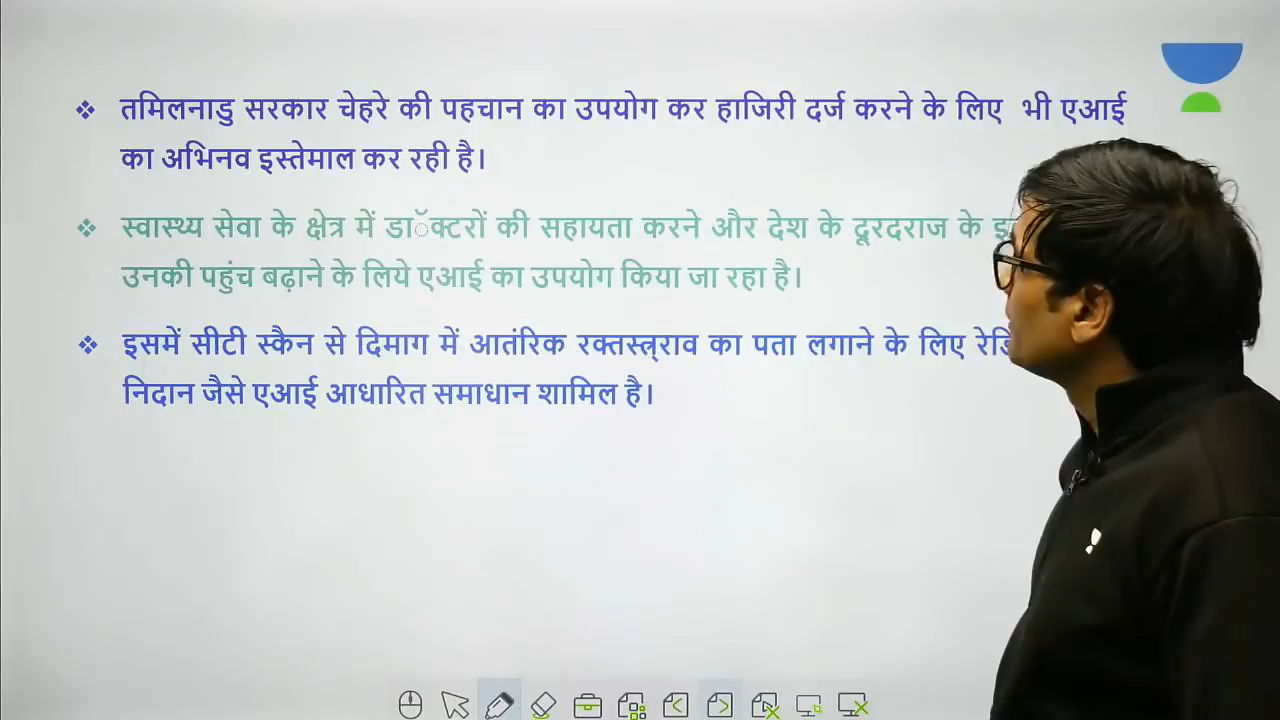 ❖ तमिलनाडु सरकार चेहरे की पहचान का उपयोग कर हाजिरी दर्ज करने के लिए भी एआई
का अभिनव इस्तेमाल कर रही है।
❖ स्वास्थ्य सेवा के क्षेत्र में डाॅक्टरों की सहायता करने और देश के दूरदराज के
उनकी पहुंच बढ़ाने के लिये एआई का उपयोग किया जा रहा है।
❖ इसमें सीटी स्कैन से दिमाग में आतंरिक रक्तस्त्राव का पता लगाने के लिए
निदान जैसे एआई आधारित समाधान शामिल है।